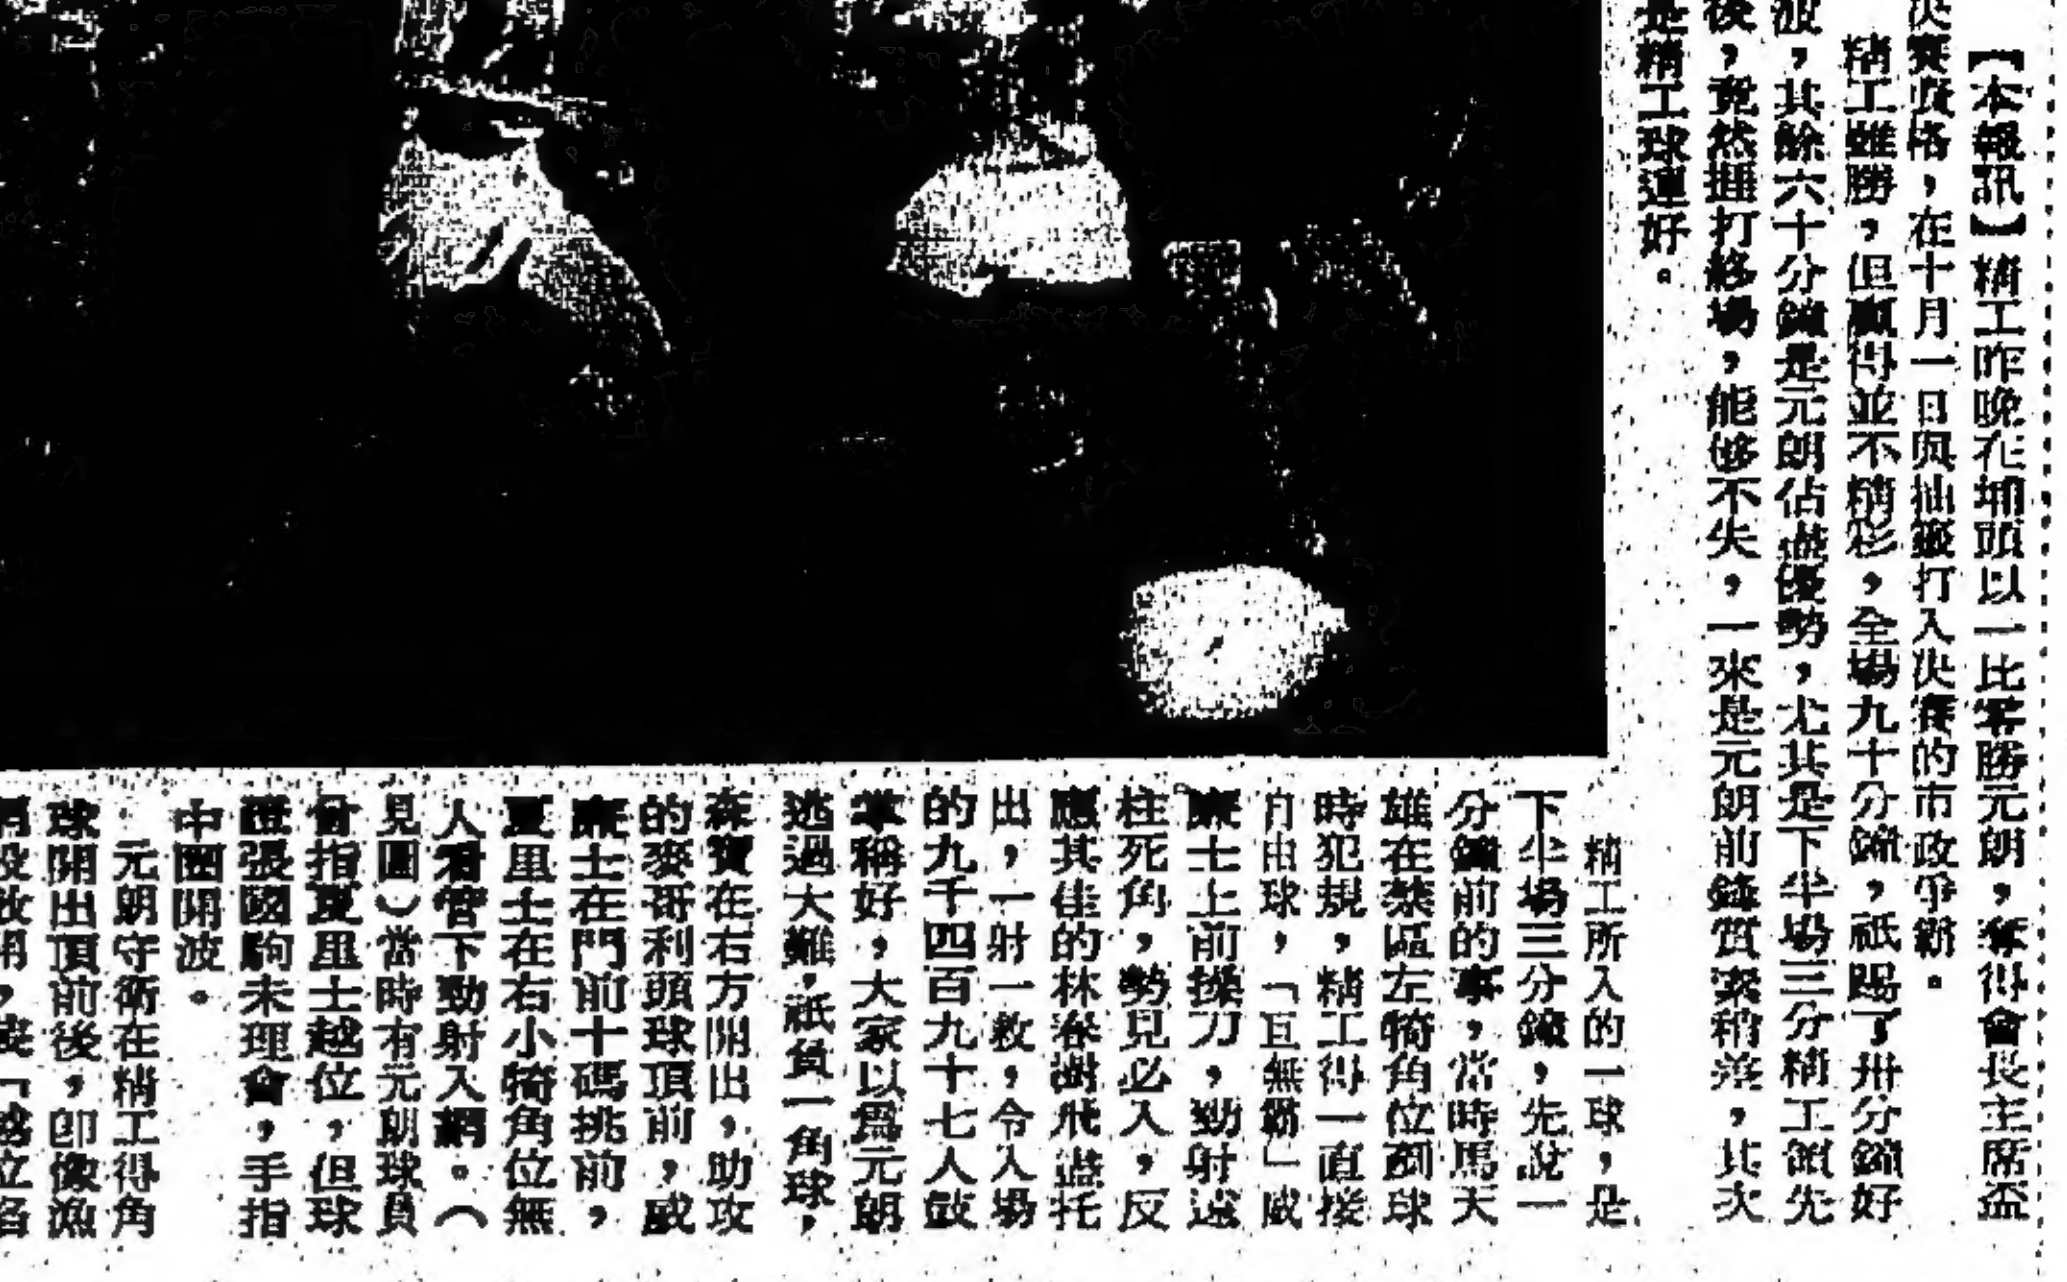 【本報訊】精工昨晚在埔頭以一比零勝元朗，奪得會長主席盃
決賽資格，在十月一日與抽籤打入決賽的市政爭霸。
精工雖勝，但贏得並不精彩，全場九十分鐘，祇踢了卅分鐘好
波，其餘六十分鐘是元朗佔盡優勢，尤其是下半場三分精工領先
後，竟然捱打終場，能够不失，一來是元朗前鋒質素稍差，其次
是精工球運好。
精工所入的一球，是
下半場三分鐘，先說一
分鐘前的事，當時馬天
雄在禁區左犄角位剷球
時犯規，精工得一直接
自由球，「互無霸」威
廉士上前操刀，勁射遠
柱死角，勢見必入，反
應其佳的林春樹飛盡托
出，一射一救，令入場
的九千四百九十七人鼓
掌稱好，大家以爲元朗
逃過大難，祇負一角球，
森寶在右方開出，助攻
的麥哥利頭球頂前，威
廉士在門前十碼挑前，
夏里士在右小犄角位無
人看管下勁射入網。（
見圖）當時有元朗球員
曾指夏里士越位，但球
證張國駒未理會，手指
中圈開波。
元朗守衛在精工得角
球開出頂前後，卽像漁